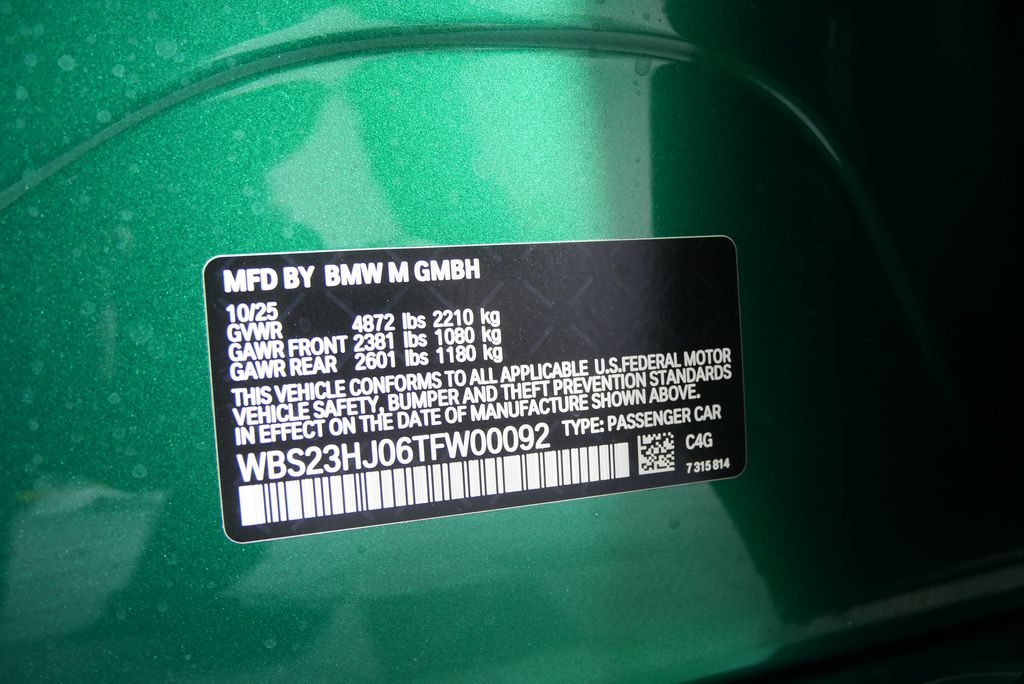 MFD BY BMW M GMBH
10/25
GVWR 4872 lbs 2210 kg
GAWR FRONT 2381 lbs 1080 kg
GAWR REAR 2601 lbs 1180 kg
THIS VEHICLE CONFORMS TO ALL APPLICABLE U.S.FEDERAL MOTOR
VEHICLE SAFETY, BUMPER AND THEFT PREVENTION STANDARDS
IN EFFECT ON THE DATE OF MANUFACTURE SHOWN ABOVE.
WBS23HJ06TFW00092 TYPE: PASSENGER CAR
C4G
7 315 814